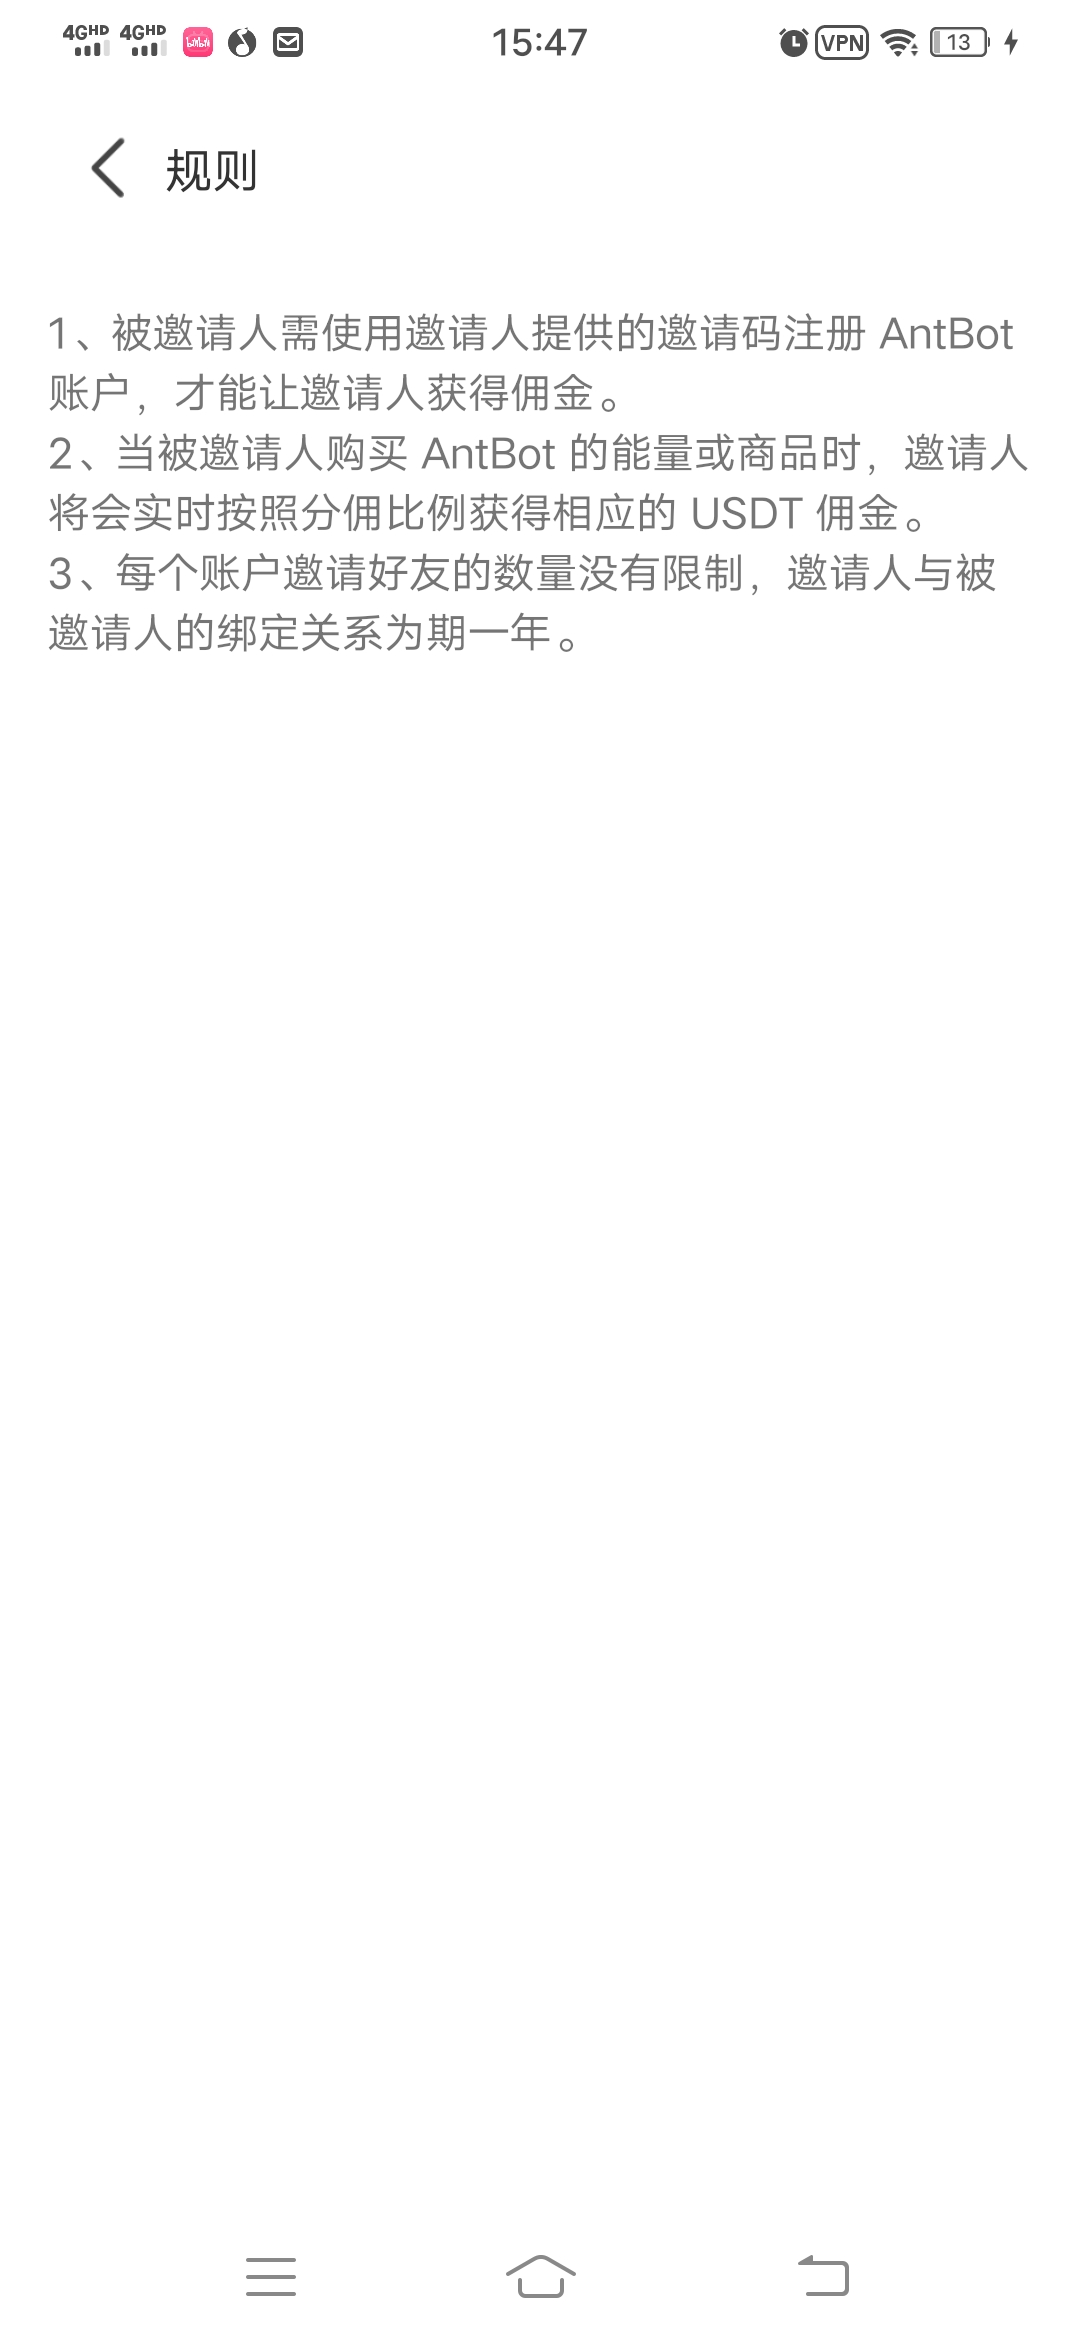 4GHD 4GHD bilibili 15:47 VPN 13
规则
1、被邀请人需使用邀请人提供的邀请码注册 AntBot
账户，才能让邀请人获得佣金。
2、当被邀请人购买 AntBot 的能量或商品时，邀请人
将会实时按照分佣比例获得相应的 USDT 佣金。
3、每个账户邀请好友的数量没有限制，邀请人与被
邀请人的绑定关系为期一年。